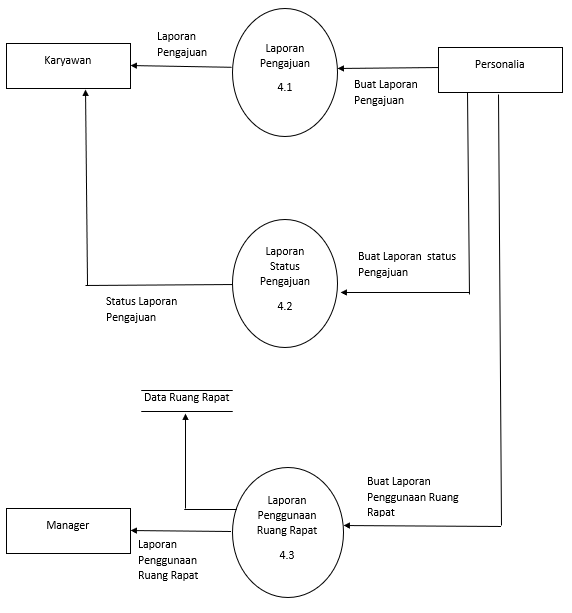 Laporan
Pengajuan
Karyawan
Laporan
Pengajuan
4.1
Personalia
Buat Laporan
Pengajuan
Laporan
Status
Pengajuan
4.2
Buat Laporan status
Pengajuan
Status Laporan
Pengajuan
Data Ruang Rapat
Laporan
Penggunaan
Ruang Rapat
4.3
Buat Laporan
Penggunaan Ruang
Rapat
Manager
Laporan
Penggunaan
Ruang Rapat